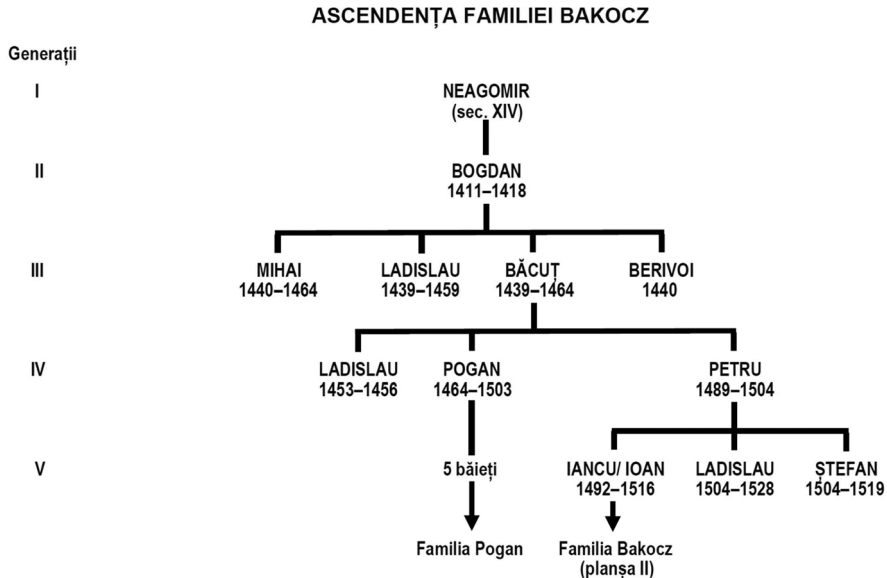 ASCENDENȚA FAMILIEI BAKOCZ
Generații
I
NEAGOMIR
(sec. XIV)
II
BOGDAN
1411–1418
III
MIHAI
1440–1464
LADISLAU
1439–1459
BĂCUȚ
1439–1464
BERIVOI
1440
IV
LADISLAU
1453–1456
POGAN
1464–1503
PETRU
1489–1504
V
5 băieți
IANCU/ IOAN
1492–1516
LADISLAU
1504–1528
ȘTEFAN
1504–1519
Familia Pogan
Familia Bakocz
(planșa II)